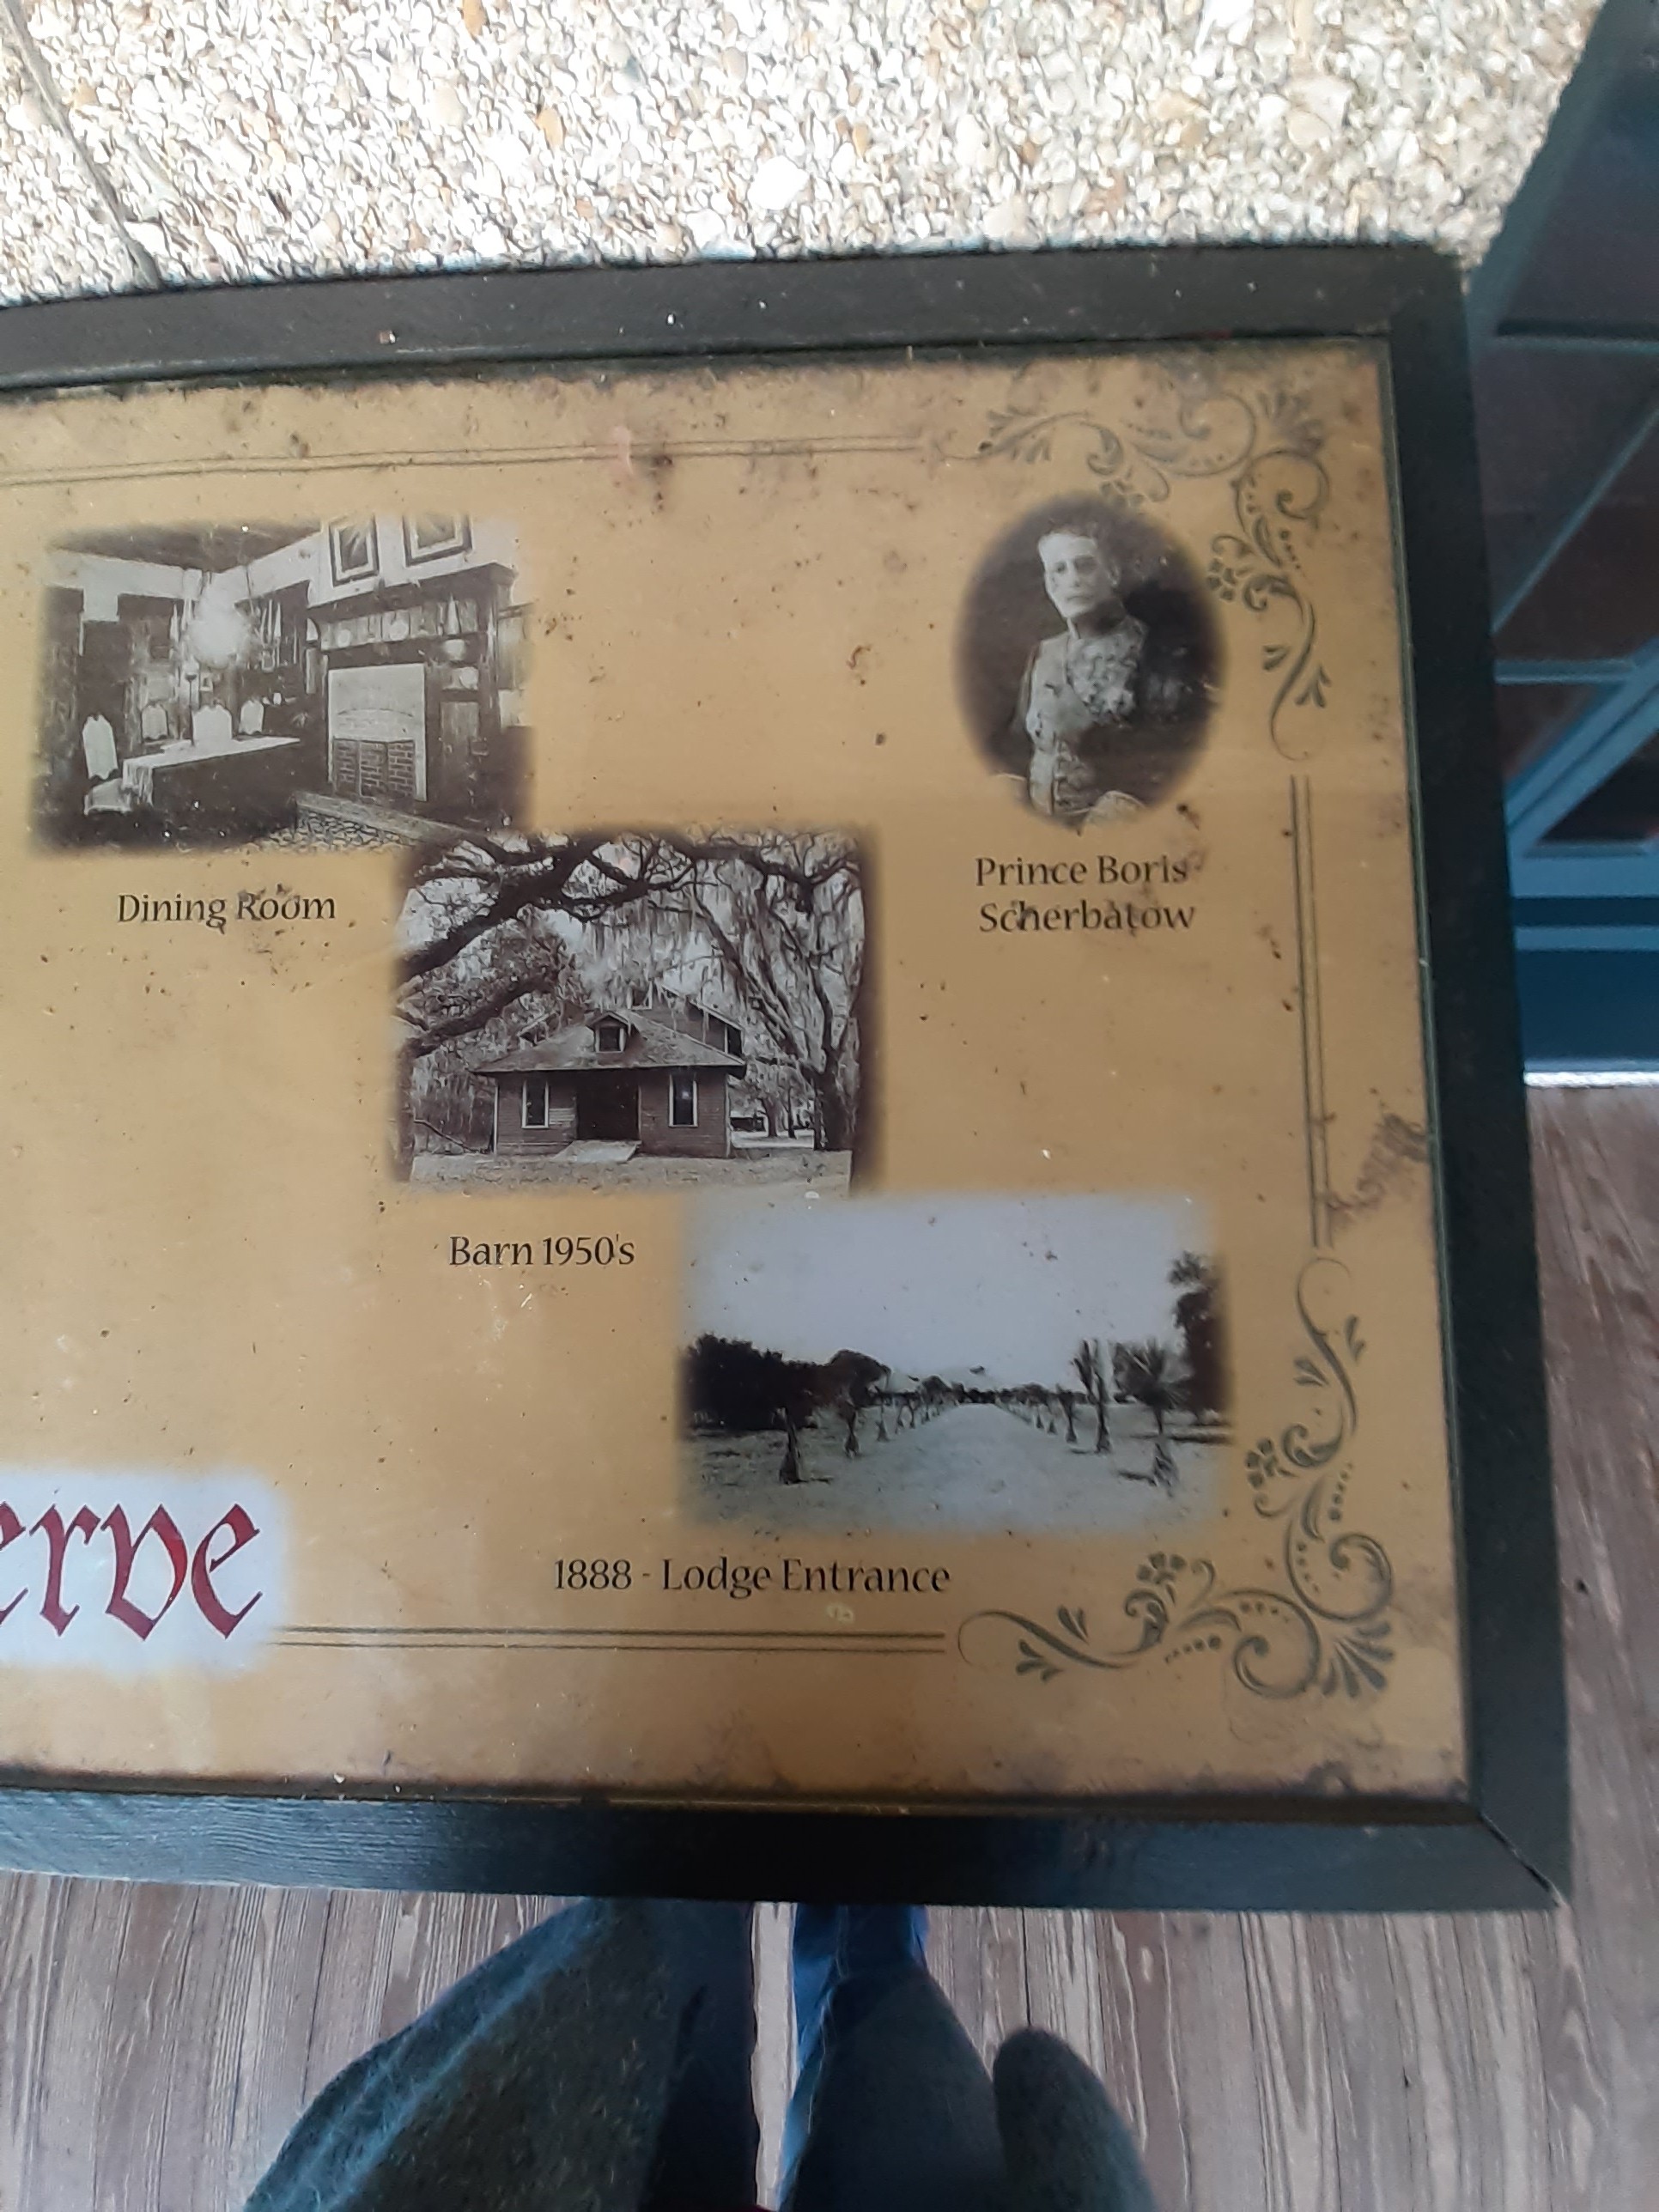 Dining Room
Prince Boris
Scherbatow
Barn 1950's
erve
1888 - Lodge Entrance